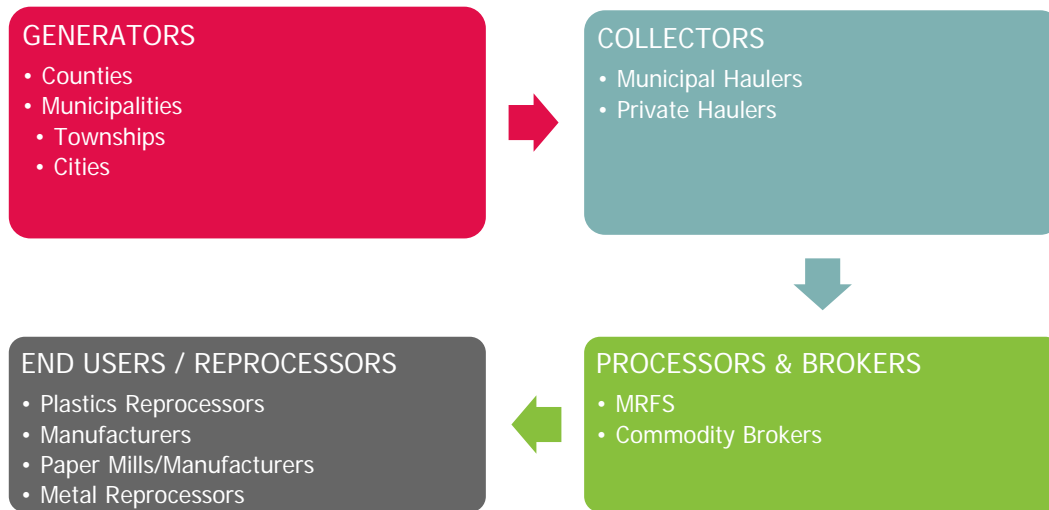 GENERATORS
• Counties
• Municipalities
• Townships
• Cities
COLLECTORS
• Municipal Haulers
• Private Haulers
END USERS / REPROCESSORS
• Plastics Reprocessors
• Manufacturers
• Paper Mills/Manufacturers
• Metal Reprocessors
PROCESSORS & BROKERS
• MRFS
• Commodity Brokers